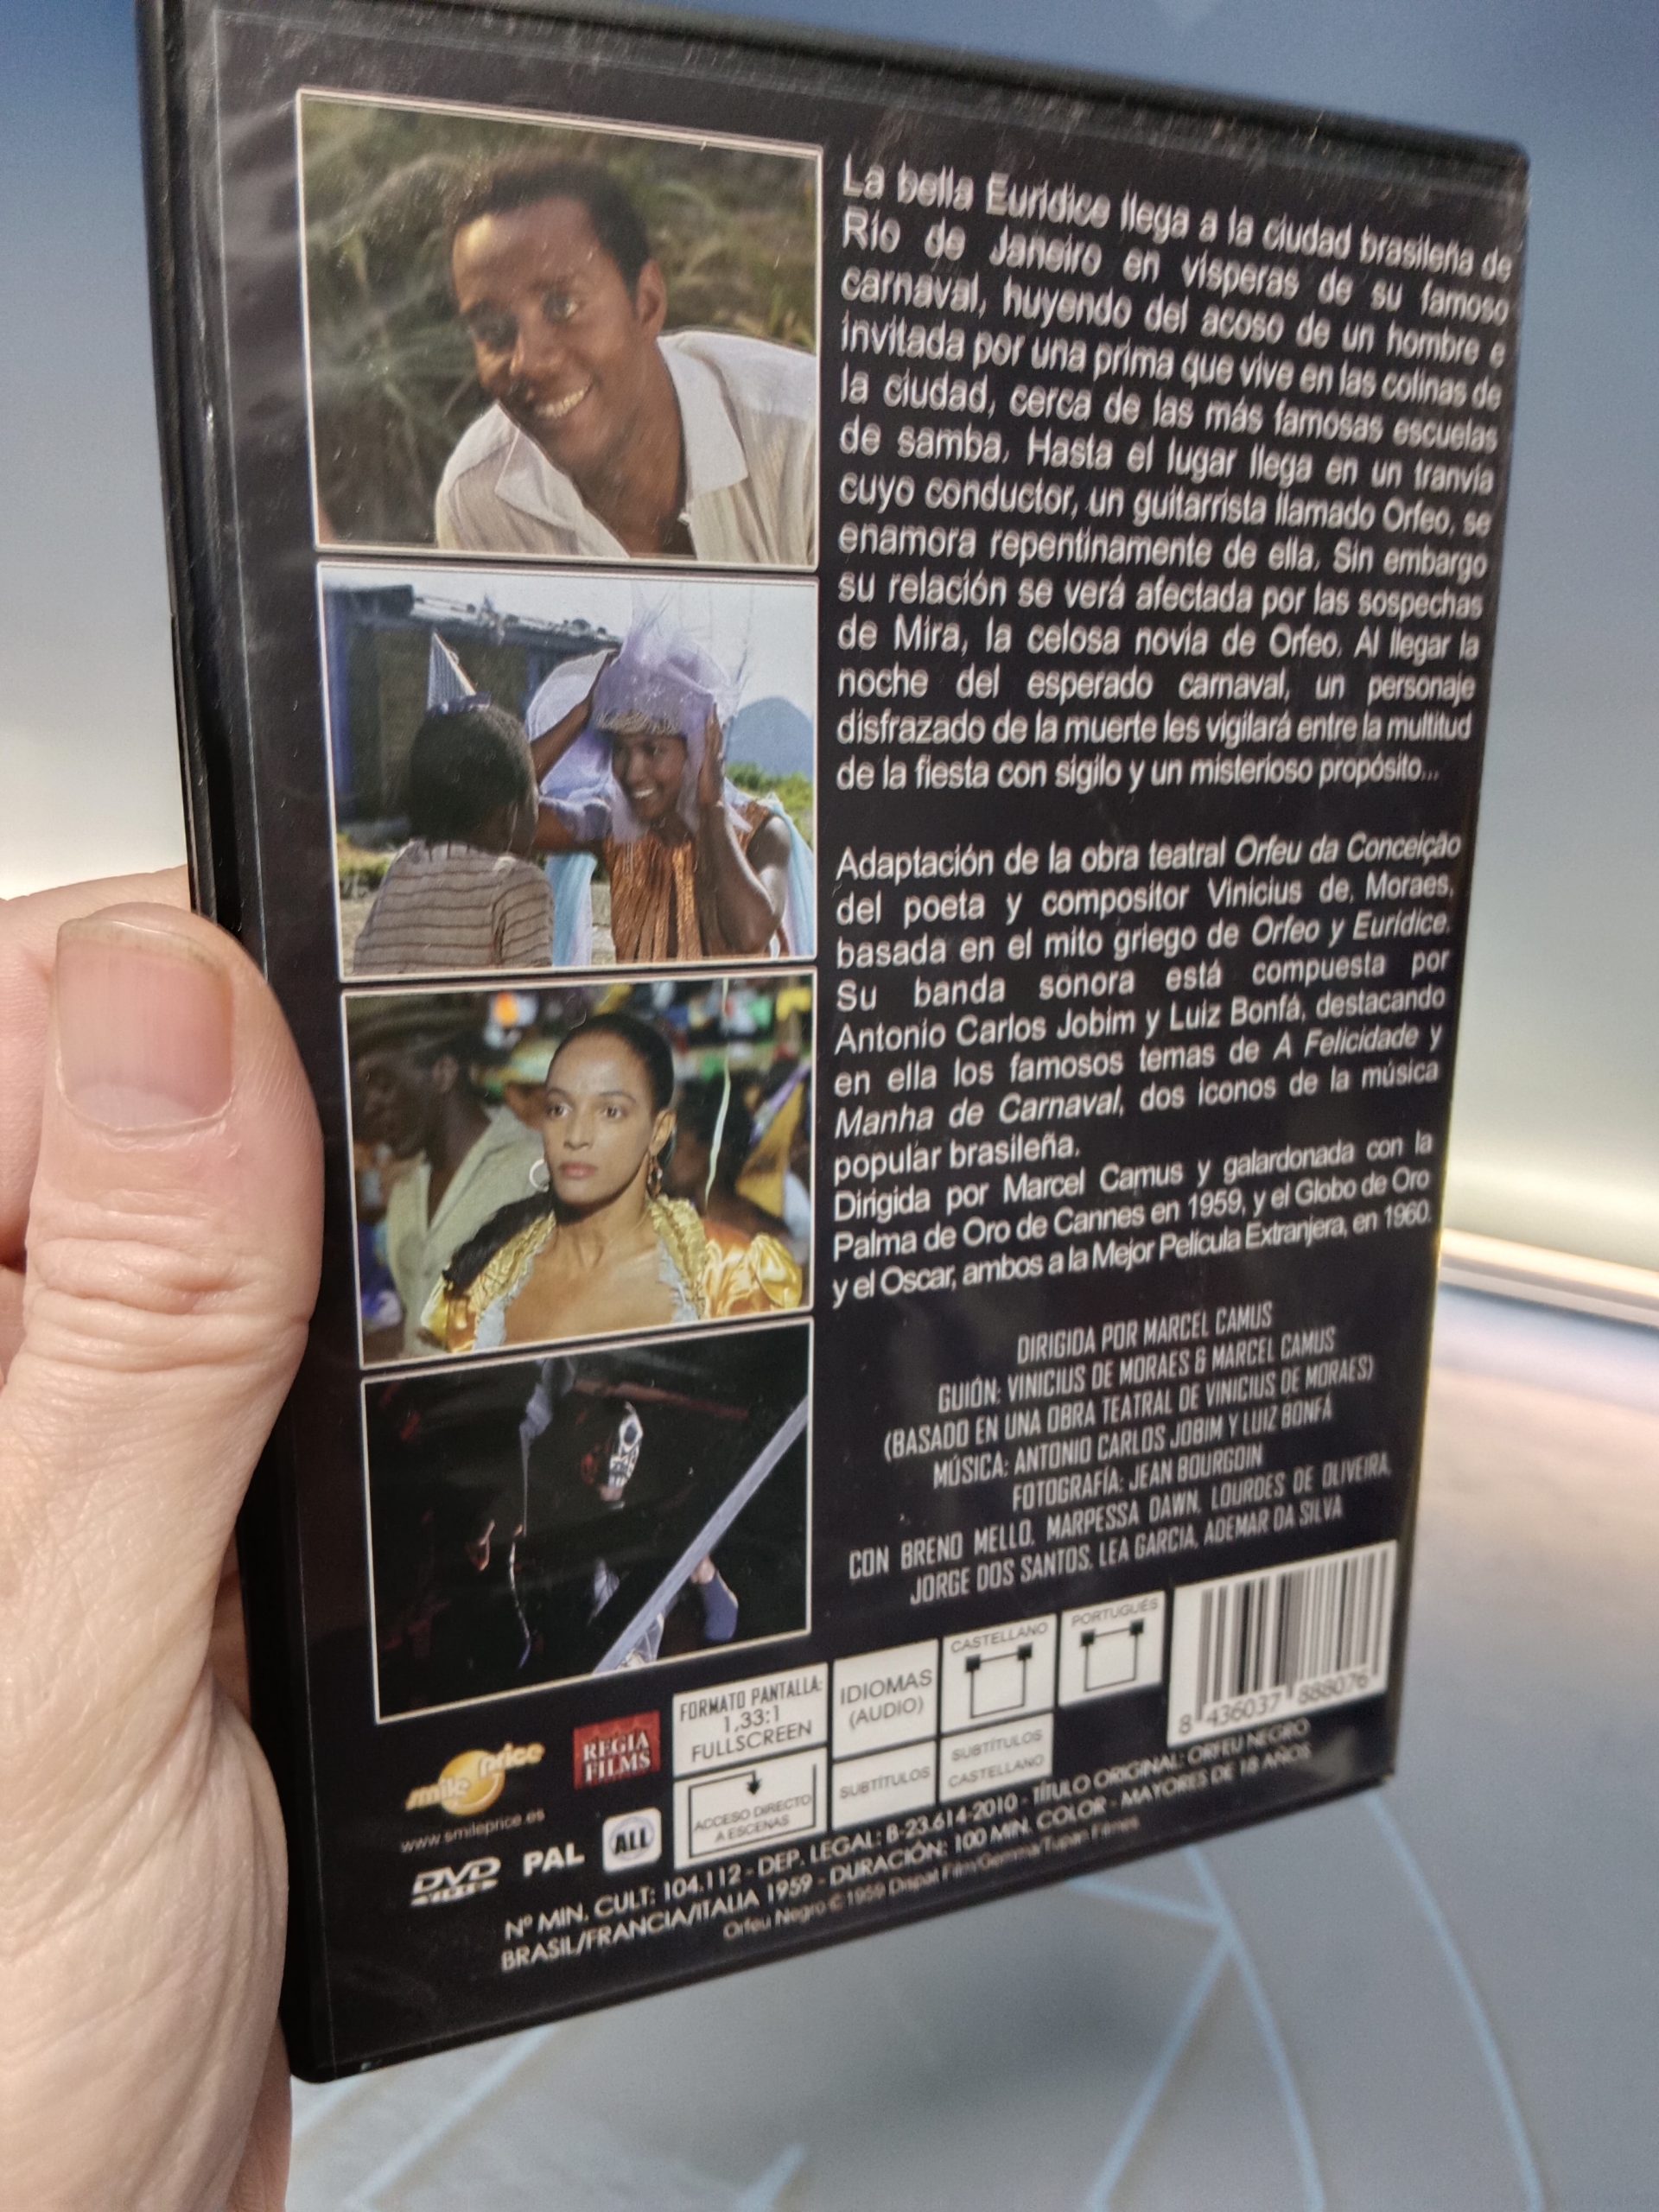 La bella Eurídice llega a la ciudad brasileña de
Río de Janeiro en vísperas de su famoso
carnaval, huyendo del acoso de un hombre e
invitada por una prima que vive en las colinas de
la ciudad, cerca de las más famosas escuelas
de samba. Hasta el lugar llega en un tranvía
cuyo conductor, un guitarrista llamado Orfeo, se
enamora repentinamente de ella. Sin embargo
su relación se verá afectada por las sospechas
de Mira, la celosa novia de Orfeo. Al llegar la
noche del esperado carnaval, un personaje
disfrazado de la muerte les vigilará entre la multitud
de la fiesta con sigilo y un misterioso propósito...
Adaptación de la obra teatral Orfeu da Conceição
del poeta y compositor Vinicius de. Moraes,
basada en el mito griego de Orfeo y Eurídice.
Su banda sonora está compuesta por
Antonio Carlos Jobim y Luiz Bonfá, destacando
en ella los famosos temas de A Felicidade y
Manha de Carnaval, dos iconos de la música
popular brasileña.
Dirigida por Marcel Camus y galardonada con la
Palma de Oro de Cannes en 1959, y el Globo de Oro
y el Oscar, ambos a la Mejor Película Extranjera, en 1960.
DIRIGIDA POR MARCEL CAMUS
GUIÓN: VINICIUS DE MORAES & MARCEL CAMUS
(BASADO EN UNA OBRA TEATRAL DE VINICIUS DE MORAES)
MÚSICA: ANTONIO CARLOS JOBIM Y LUIZ BONFÁ
FOTOGRAFÍA: JEAN BOURGOIN
CON BRENO MELLO, MARPESSA DAWN, LOURDES DE OLIVEIRA,
JORGE DOS SANTOS, LEA GARCIA, ADEMAR DA SILVA
smile price
www.smileprice.es
REGIA
FILMS
DVD
VIDEO
PAL
ALL
FORMATO PANTALLA:
1,33:1
FULLSCREEN
ACCESO DIRECTO
A ESCENAS
IDIOMAS
(AUDIO)
CASTELLANO
PORTUGUÉS
SUBTÍTULOS
SUBTÍTULOS
CASTELLANO
8 436037 888076
Nº MIN. CULT: 104.112 - DEP. LEGAL: B-23.614-2010 - TÍTULO ORIGINAL: ORFEU NEGRO
BRASIL/FRANCIA/ITALIA 1959 - DURACIÓN: 100 MIN. COLOR - MAYORES DE 18 AÑOS
Orfeu Negro © 1959 Dispat Film/Gemma/Tupan Filmes